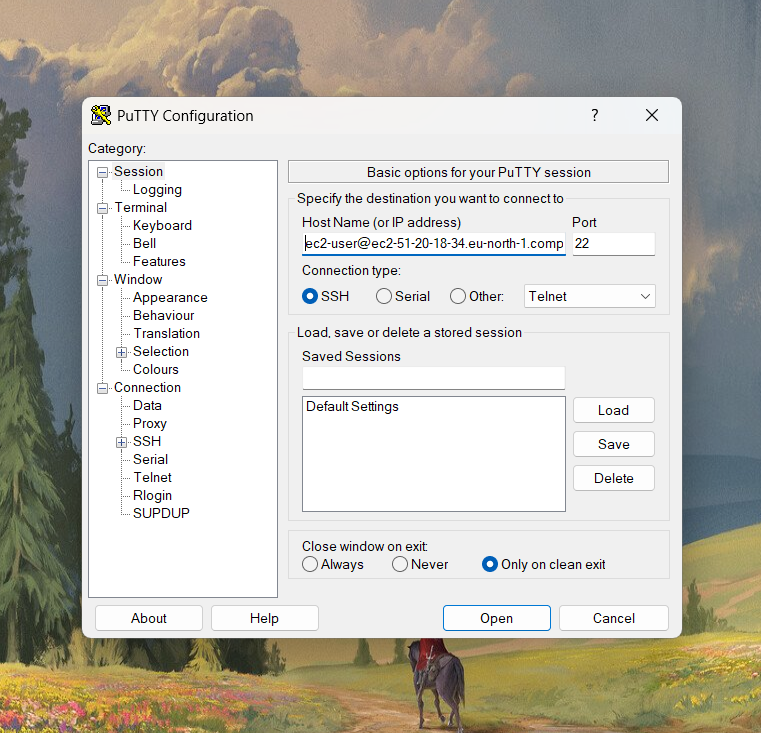 PuTTY Configuration
?
Category:
Session
Logging
Terminal
Keyboard
Bell
Features
Window
Appearance
Behaviour
Translation
Selection
Colours
Connection
Data
Proxy
SSH
Serial
Telnet
Rlogin
SUPDUP
Basic options for your PuTTY session
Specify the destination you want to connect to
Host Name (or IP address) Port
ec2-user@ec2-51-20-18-34.eu-north-1.comp 22
Connection type:
SSH Serial Other: Telnet
Load, save or delete a stored session
Saved Sessions
Default Settings
Load
Save
Delete
Close window on exit:
Always Never Only on clean exit
About Help Open Cancel